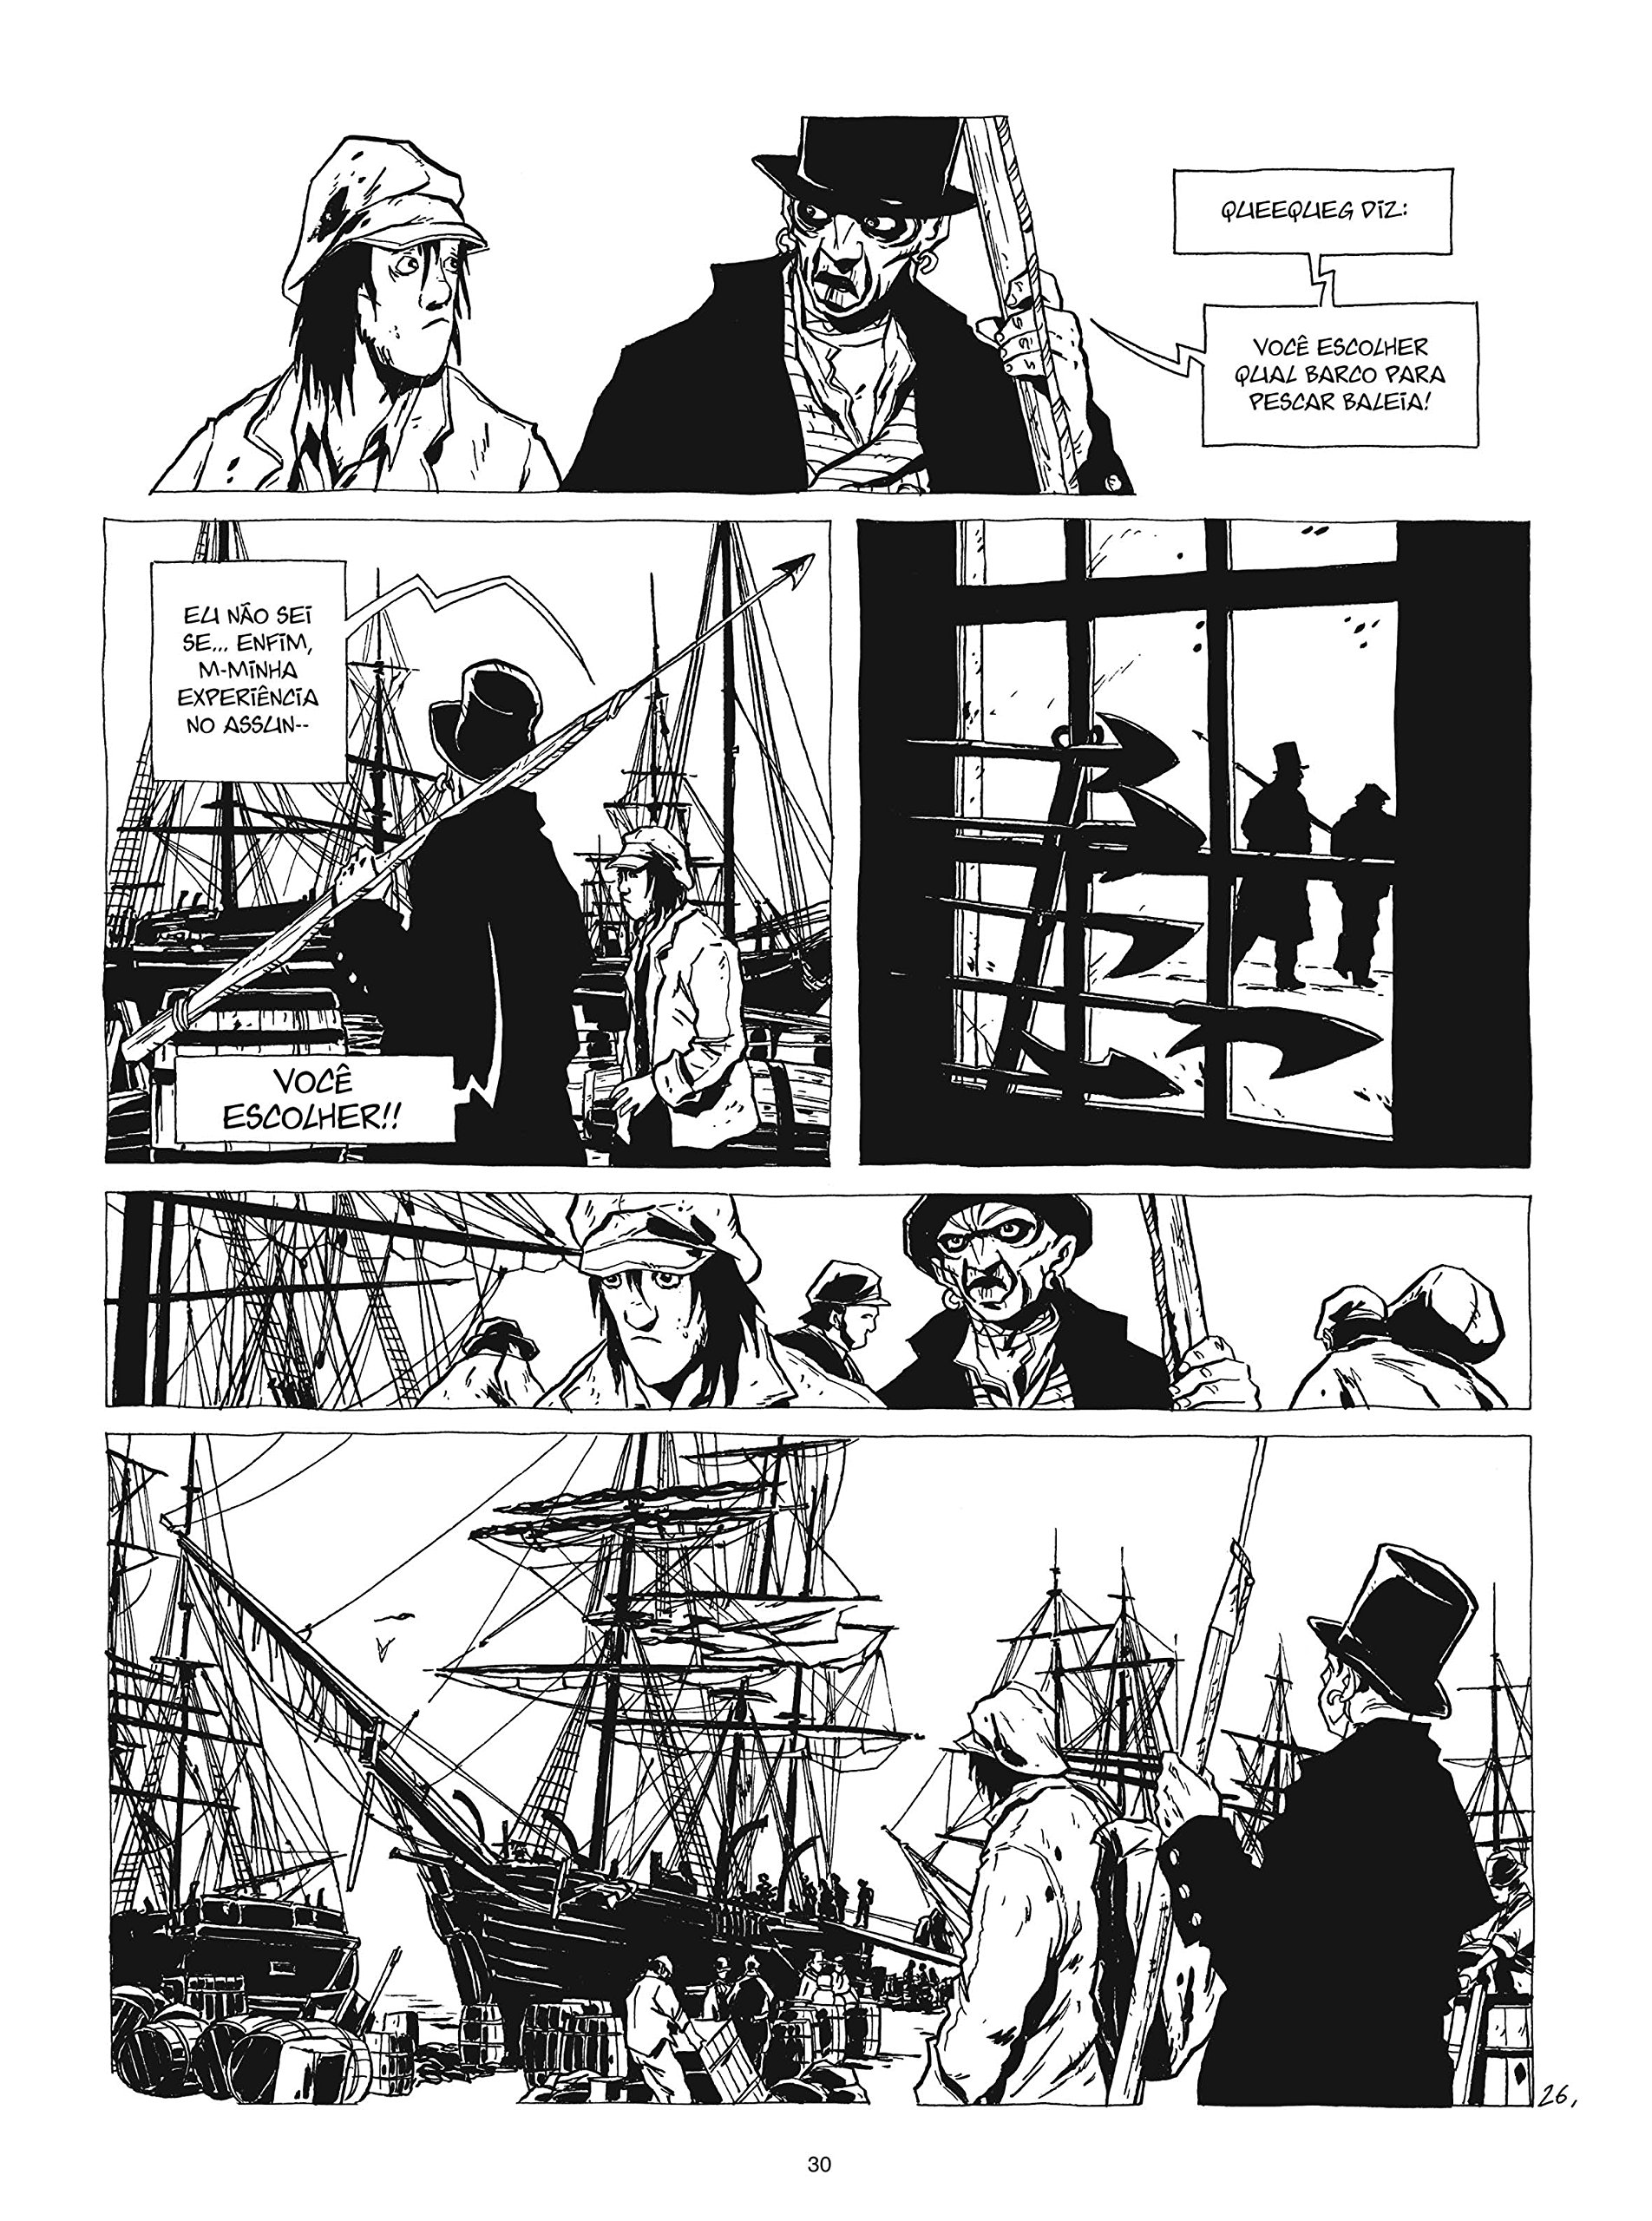 QUEEQUEG DIZ:
VOCÊ ESCOLHER
QUAL BARCO PARA
PESCAR BALEIA!
EU NÃO SEI
SE... ENFIM,
M-MINHA
EXPERIÊNCIA
NO ASSUN--
VOCÊ
ESCOLHER!!
26,
30